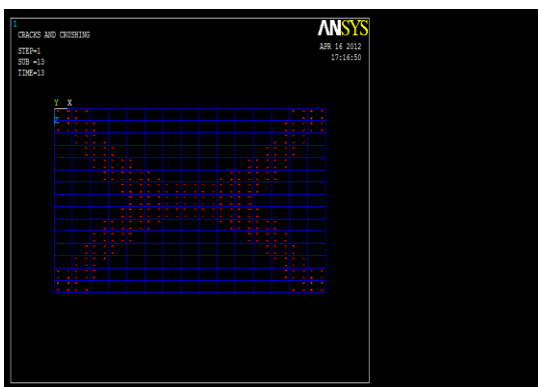 1
CRACKS AND CRUSHING
STEP=1
SUB =13
TIME=13
ANSYS
APR 16 2012
17:16:50
Y X
Z